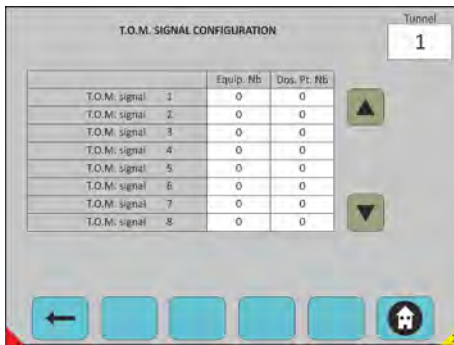 T.O.M. SIGNAL CONFIGURATION
Tunnel
1
Equip. Nb Dos. Pt. Nb
T.O.M. signal 1 0 0
T.O.M. signal 2 0 0
T.O.M. signal 3 0 0
T.O.M. signal 4 0 0
T.O.M. signal 5 0 0
T.O.M. signal 6 0 0
T.O.M. signal 7 0 0
T.O.M. signal 8 0 0